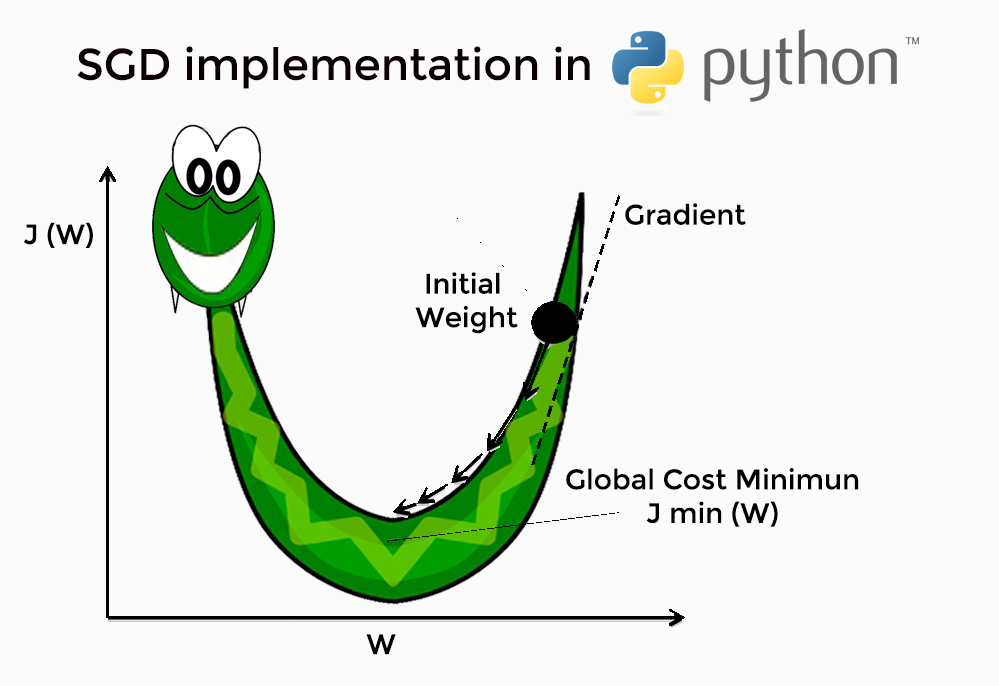 SGD implementation in python™
J (W)
Gradient
Initial
Weight
Global Cost Minimun
J min (W)
W